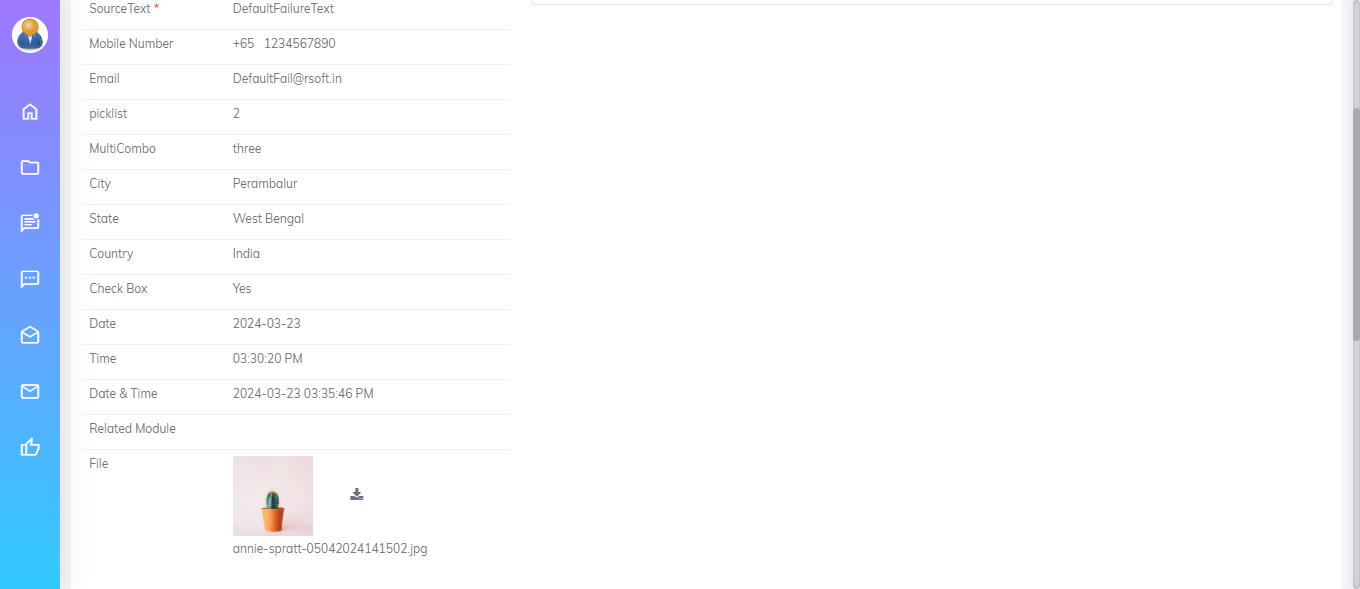 SourceText * DefaultFailureText
Mobile Number +65 1234567890
Email DefaultFail@rsoft.in
picklist 2
MultiCombo three
City Perambalur
State West Bengal
Country India
Check Box Yes
Date 2024-03-23
Time 03:30:20 PM
Date & Time 2024-03-23 03:35:46 PM
Related Module
File
annie-spratt-05042024141502.jpg